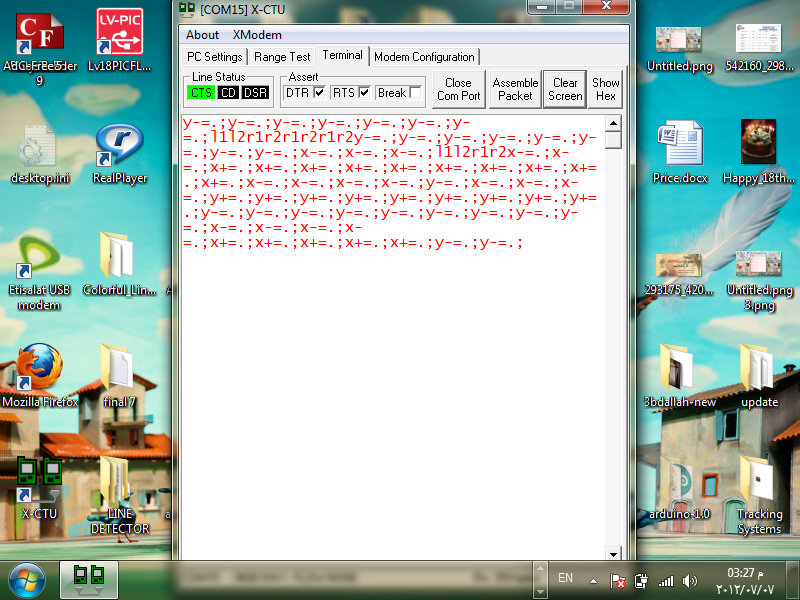 [COM15] X-CTU
About XModem
PC Settings Range Test Terminal Modem Configuration
Line Status
CTS CD DSR
Assert
DTR RTS Break
Close Com Port
Assemble Packet
Clear Screen
Show Hex
y-=.;y-=.;y-=.;y-=.;y-=.;y-=.;y-
=.;l1l2r1r2r1r2r1r2y-=.;y-=.;y-=.;y-=.;y-=.;y-
=.;y-=.;y-=.;x-=.;x-=.;x-=.;l1l2r1r2x-=.;x-
=.;x+=.;x+=.;x+=.;x+=.;x+=.;x+=.;x+=.;x+=.;x+=
.;x+=.;x-=.;x-=.;x-=.;x-=.;y-=.;x-=.;x-=.;x-
=.;y+=.;y+=.;y+=.;y+=.;y+=.;y+=.;y+=.;y+=.;y+=
.;y-=.;y-=.;y-=.;y-=.;y-=.;y-=.;y-=.;y-=.;y-
=.;x-=.;x-=.;x-=.;x-
=.;x+=.;x+=.;x+=.;x+=.;x+=.;y-=.;y-=.;
9
Lv18PICFL...
LV-PIC
CF
desktop.ini
RealPlayer
Etisalat USB modem
Colorful_Lin...
Mozilla Firefox
final 7
X-CTU
LINE DETECTOR
Untitled.png
542160_298...
Price.docx
Happy_18th...
293175_420...
Untitled.png 3.png
3bdallah-new
update
arduino-1.0
Tracking Systems
EN
03:27 م
٢٠١٢/٠٧/٠٧